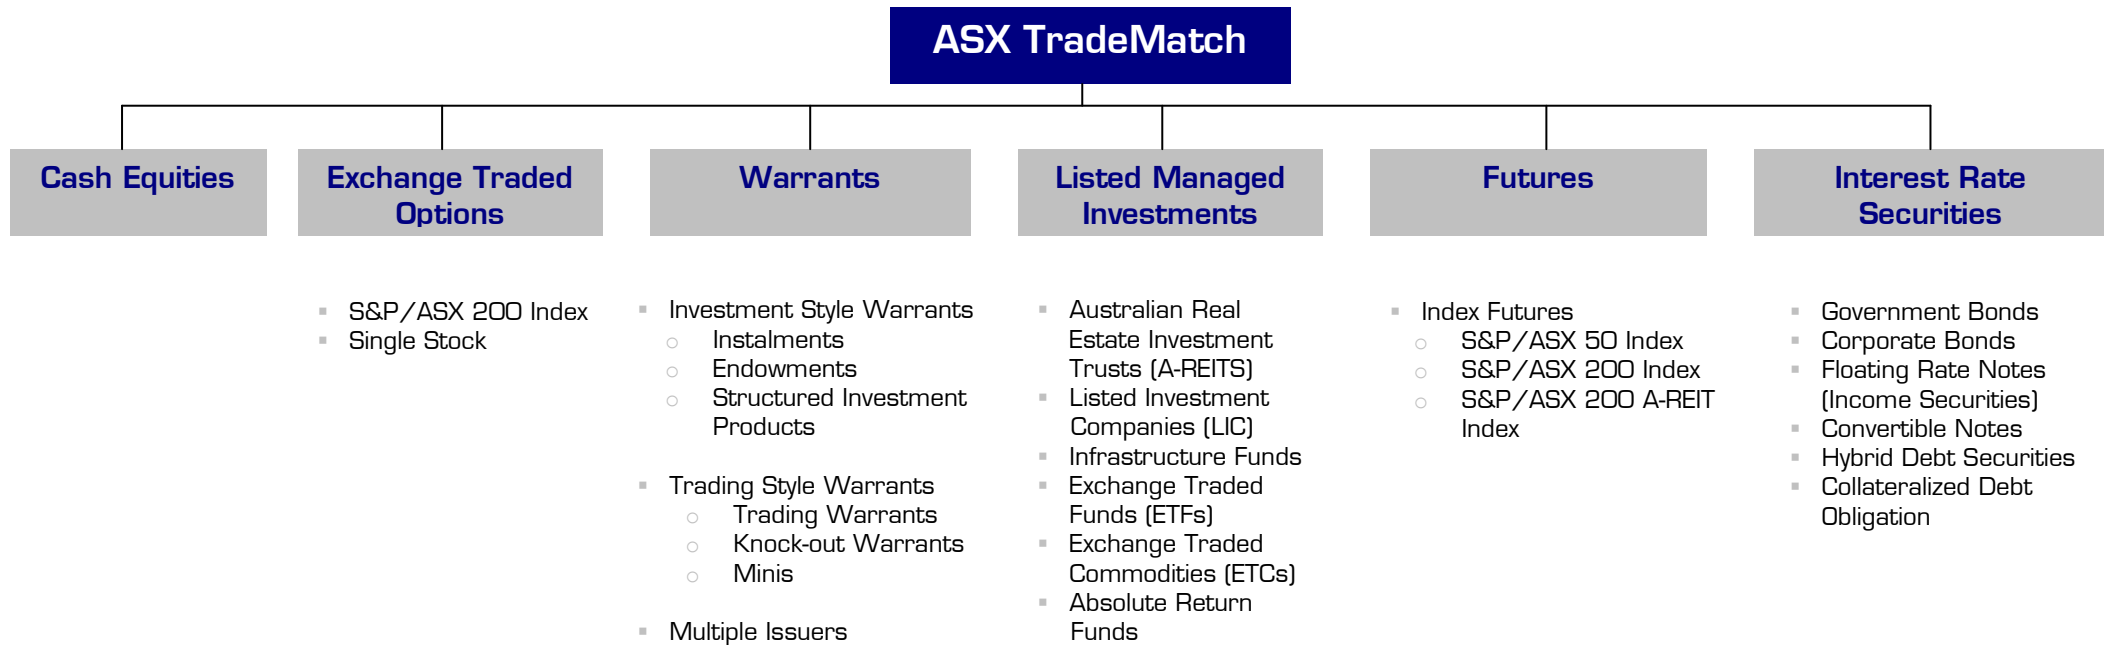 ASX TradeMatch
Cash Equities
Exchange Traded
Options
S&P/ASX 200 Index
Single Stock
Warrants
Investment Style Warrants
Instalments
Endowments
Structured Investment
Products
Trading Style Warrants
Trading Warrants
Knock-out Warrants
Minis
Multiple Issuers
Listed Managed
Investments
Australian Real
Estate Investment
Trusts (A-REITS)
Listed Investment
Companies (LIC)
Infrastructure Funds
Exchange Traded
Funds (ETFs)
Exchange Traded
Commodities (ETCs)
Absolute Return
Funds
Futures
Index Futures
S&P/ASX 50 Index
S&P/ASX 200 Index
S&P/ASX 200 A-REIT
Index
Interest Rate
Securities
Government Bonds
Corporate Bonds
Floating Rate Notes
(Income Securities)
Convertible Notes
Hybrid Debt Securities
Collateralized Debt
Obligation